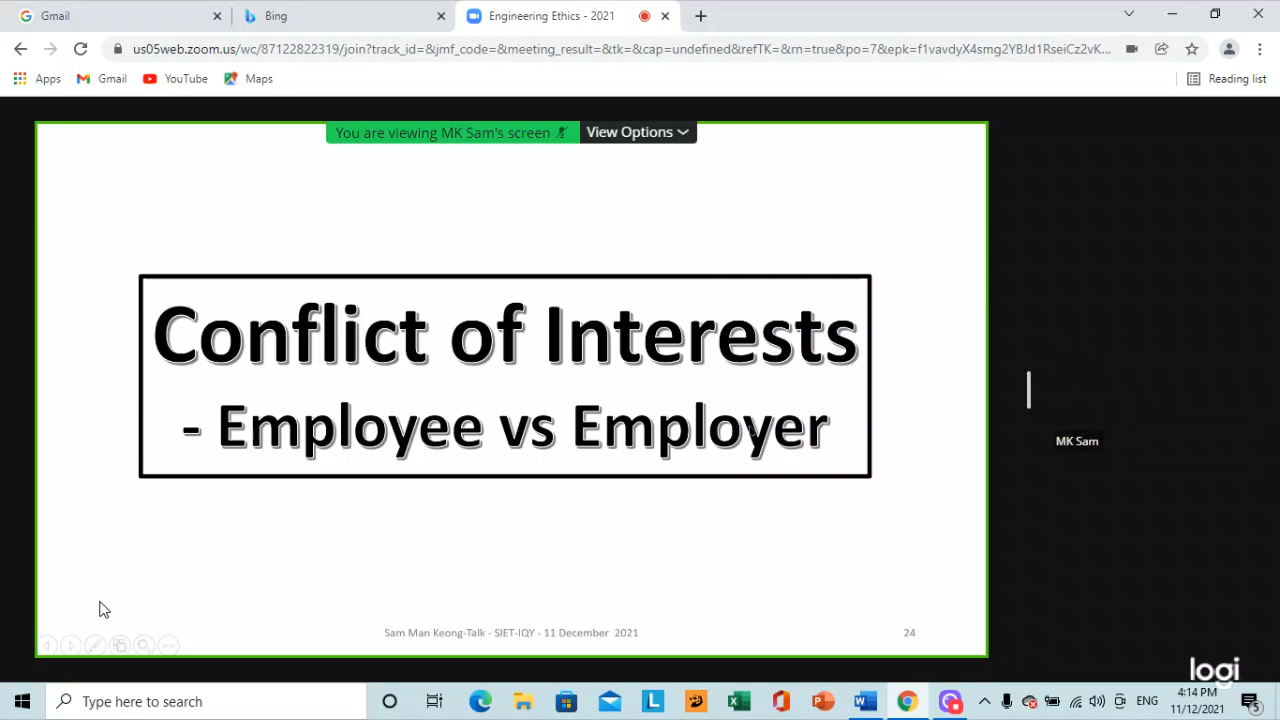 Gmail
Bing
Engineering Ethics - 2021
us05web.zoom.us/wc/87122822319/join?track_id=&jmf_code=&meeting_result=&tk=&cap=undefined&refTK=&rn=true&po=7&epk=f1vavdyX4smg2YBJd1RseiCz2vK...
Apps
Gmail
YouTube
Maps
Reading list
You are viewing MK Sam's screen
View Options
Conflict of Interests
- Employee vs Employer
MK Sam
Sam Man Keong-Talk - SIET-IQY - 11 December 2021
24
logi
Type here to search
ENG
4:14 PM
11/12/2021
5